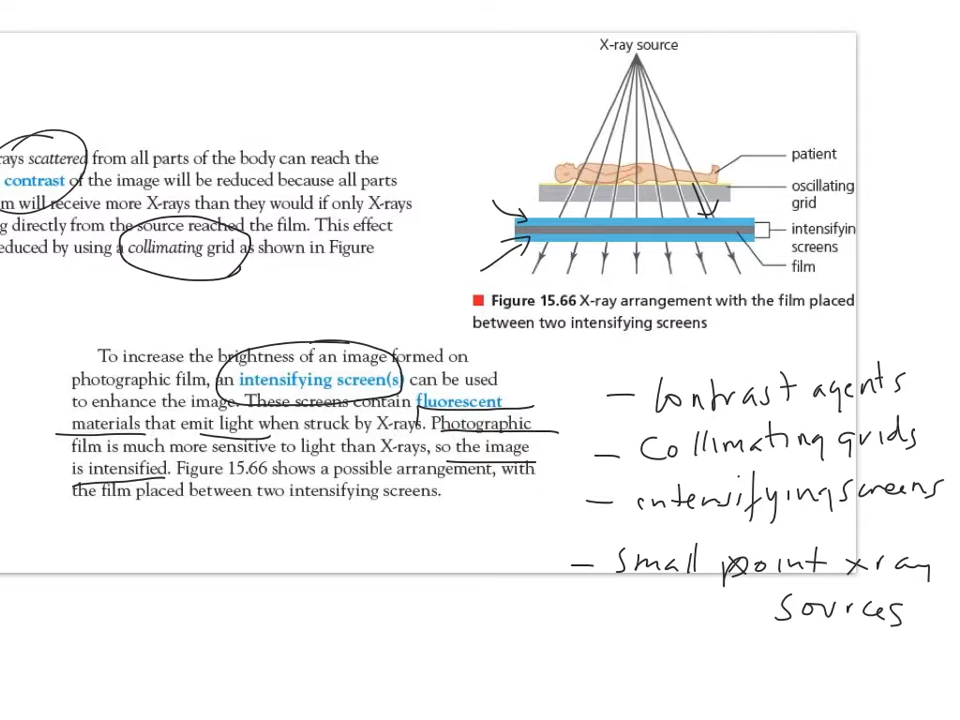 X-ray source
rays scattered from all parts of the body can reach the
contrast of the image will be reduced because all parts
m will receive more X-rays than they would if only X-rays
g directly from the source reached the film. This effect
educed by using a collimating grid as shown in Figure
patient
oscillating
grid
intensifyin
screens
film
Figure 15.66 X-ray arrangement with the film placed
between two intensifying screens
To increase the brightness of an image formed on
photographic film, an intensifying screen(s) can be used
to enhance the image. These screens contain fluorescent
materials that emit light when struck by X-rays. Photographic
film is much more sensitive to light than X-rays, so the image
is intensified. Figure 15.66 shows a possible arrangement, with
the film placed between two intensifying screens.
- Contrast agents
- Collimating grids
- intensifying screens
- Small point xray
sources